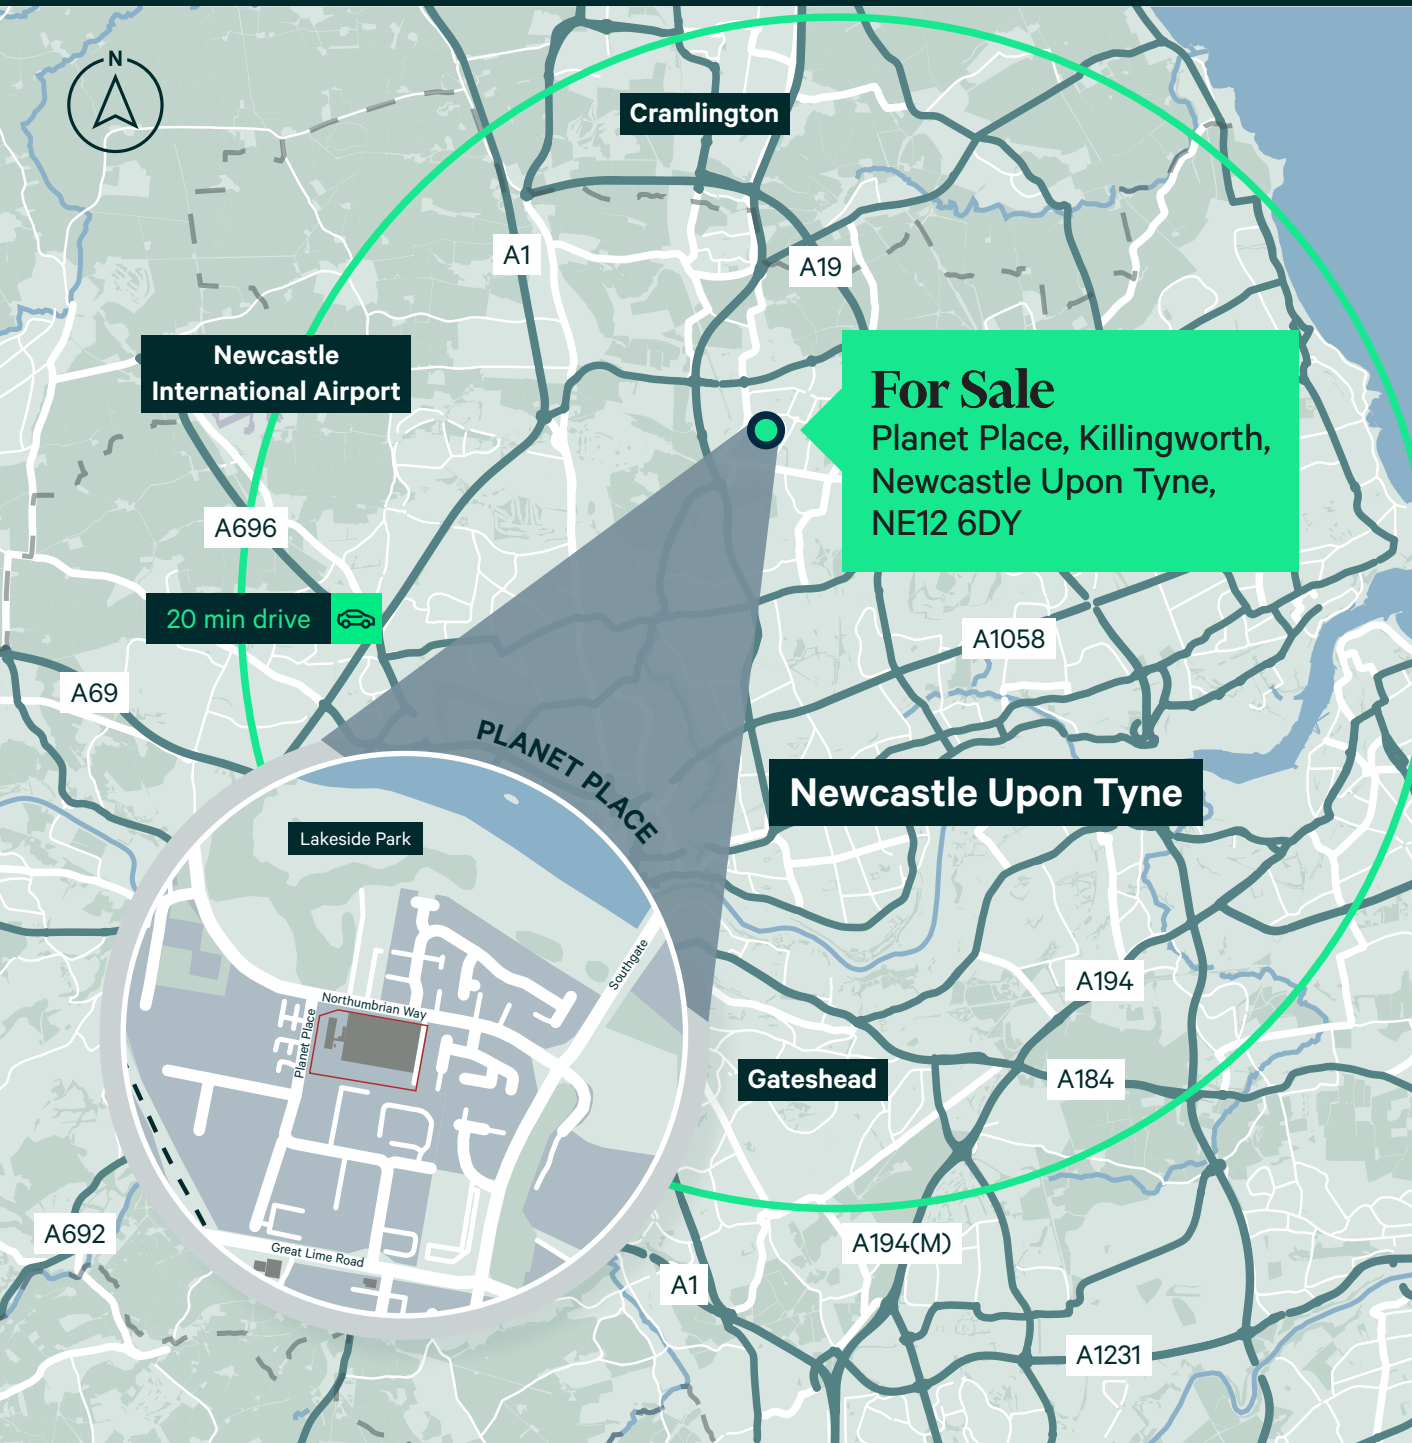 N
Cramlington
A1
A19
Newcastle
International Airport
For Sale
Planet Place, Killingworth,
Newcastle Upon Tyne,
NE12 6DY
A696
20 min drive
A1058
A69
PLANET PLACE
Newcastle Upon Tyne
Lakeside Park
Southgate
A194
Northumbrian Way
Planet Place
Gateshead
A184
A692
A194(M)
Great Lime Road
A1
A1231